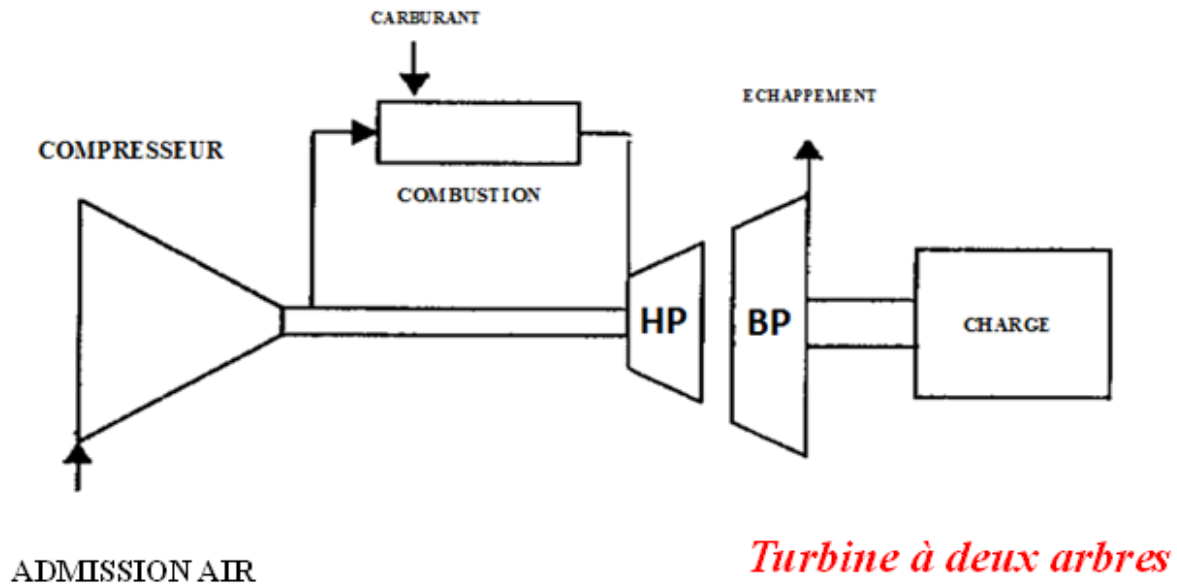 CARBURANT
ECHAPPEMENT
COMPRESSEUR
COMBUSTION
HP
BP
CHARGE
ADMISSION AIR
Turbine à deux arbres